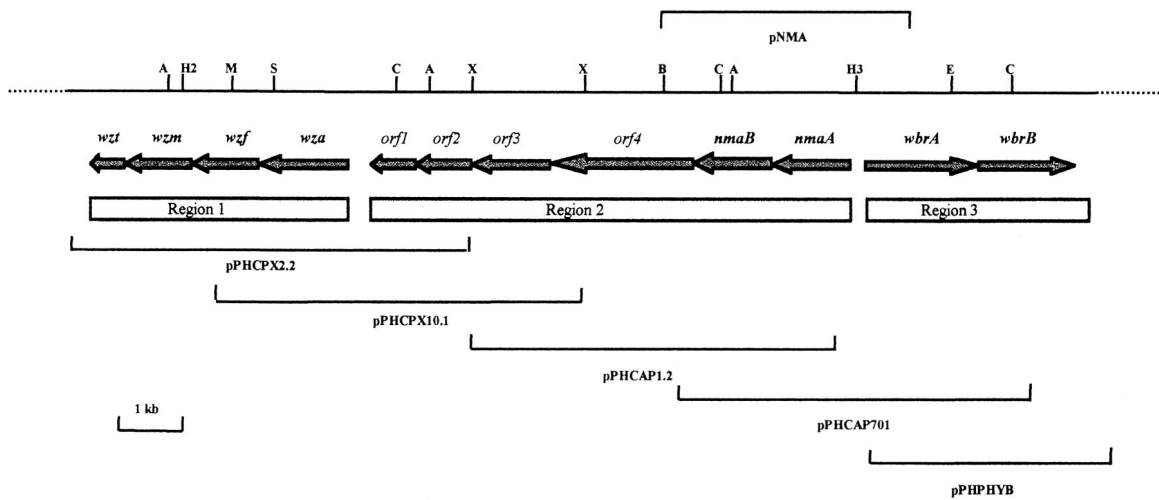 pNMA
A H2 M S C A X X B C A H3 E C
wzt wzm wzf wza orf1 orf2 orf3 orf4 nmaB nmaA wbrA wbrB
Region 1 Region 2 Region 3
pPHCPX2.2
pPHCPX10.1
pPHCAP1.2
1 kb
pPHCAP701
pPHPHYB